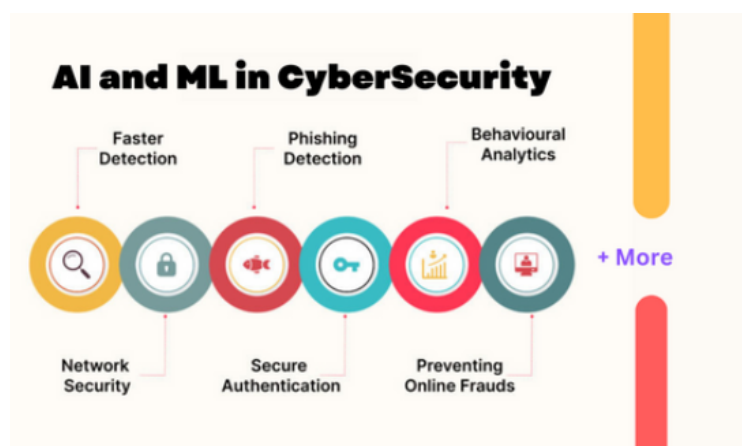 AI and ML in CyberSecurity
Faster
Detection
Phishing
Detection
Behavioural
Analytics
+ More
Network
Security
Secure
Authentication
Preventing
Online Frauds